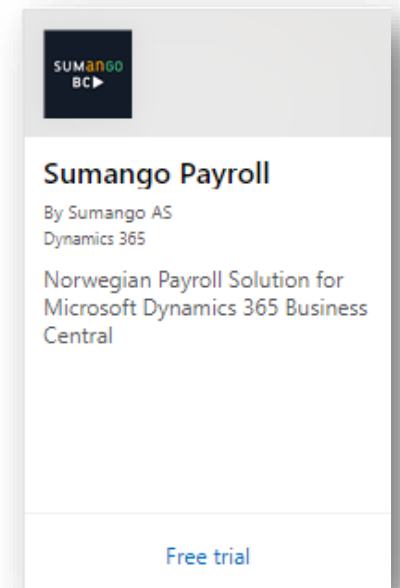 SUMANGO
BC
Sumango Payroll
By Sumango AS
Dynamics 365
Norwegian Payroll Solution for
Microsoft Dynamics 365 Business
Central
Free trial